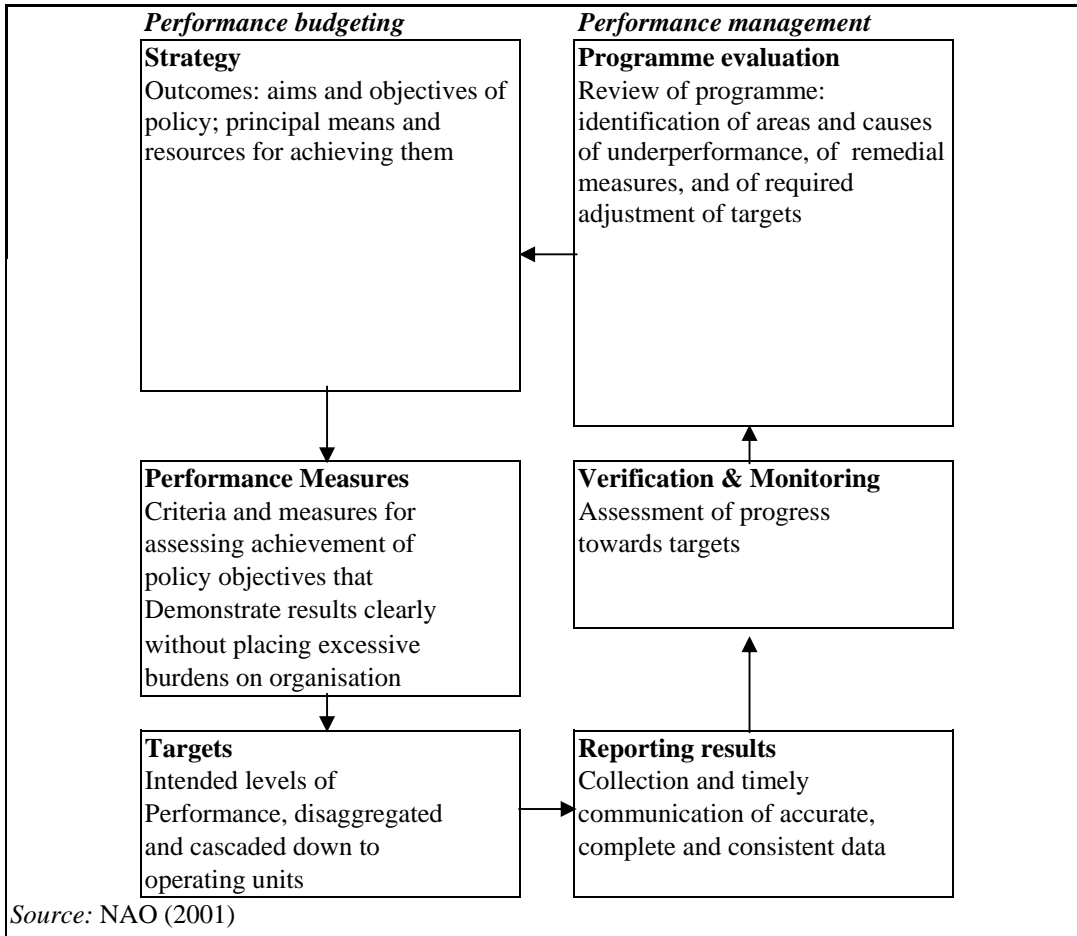 Performance budgeting
Strategy
Outcomes: aims and objectives of
policy; principal means and
resources for achieving them
Performance Measures
Criteria and measures for
assessing achievement of
policy objectives that
Demonstrate results clearly
without placing excessive
burdens on organisation
Targets
Intended levels of
Performance, disaggregated
and cascaded down to
operating units
Performance management
Programme evaluation
Review of programme:
identification of areas and causes
of underperformance, of remedial
measures, and of required
adjustment of targets
Verification & Monitoring
Assessment of progress
towards targets
Reporting results
Collection and timely
communication of accurate,
complete and consistent data
Source: NAO (2001)